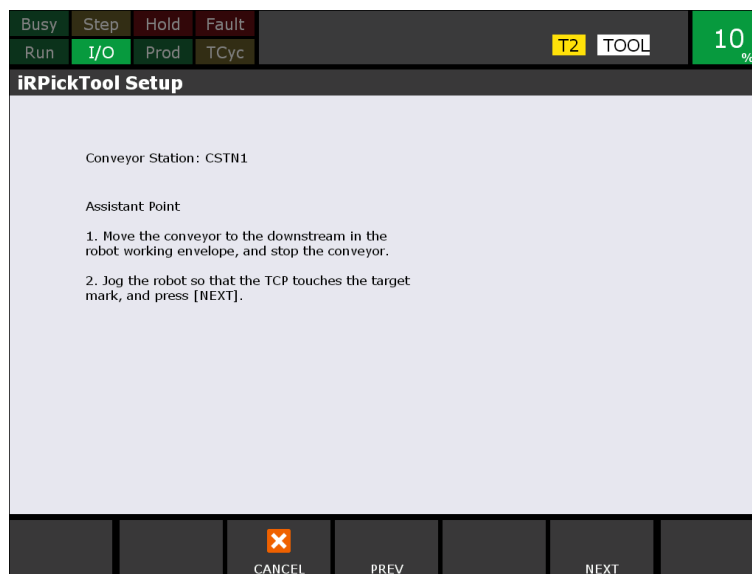 Busy Step Hold Fault
Run I/O Prod TCyc
T2 TOOL 10 %
iRPickTool Setup
Conveyor Station: CSTN1
Assistant Point
1. Move the conveyor to the downstream in the
robot working envelope, and stop the conveyor.
2. Jog the robot so that the TCP touches the target
mark, and press [NEXT].
CANCEL PREV NEXT